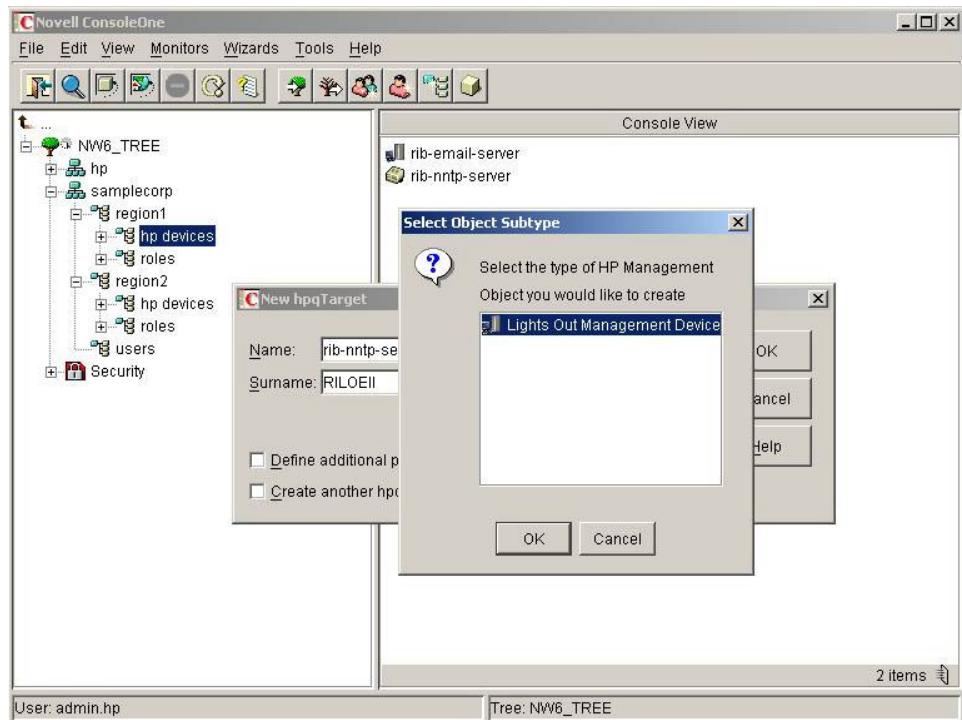 Novell ConsoleOne
File Edit View Monitors Wizards Tools Help
...
NW6_TREE
hp
samplecorp
region1
hp devices
roles
region2
hp devices
roles
users
Security
Console View
rib-email-server
rib-nntp-server
New hpqTarget
Name: rib-nntp-se
Surname: RILOEII
Define additional p
Create another hpq
OK
ancel
Help
Select Object Subtype
Select the type of HP Management
Object you would like to create
Lights Out Management Device
OK Cancel
2 items
User: admin.hp
Tree: NW6_TREE